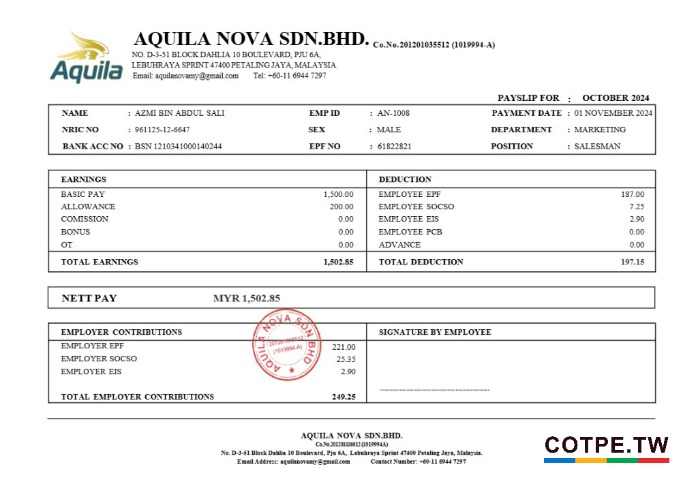 Aquila
AQUILA NOVA SDN.BHD. Co.No.201201035512 (1019994-A)
NO. D-3-51 BLOCK DAHLIA 10 BOULEVARD, PJU 6A,
LEBUHRAYA SPRINT 47400 PETALING JAYA, MALAYSIA.
Email: aquilanovamy@gmail.com Tel: +60-11 6944 7297
PAYSLIP FOR : OCTOBER 2024
NAME : AZMI BIN ABDUL SALI EMP ID : AN-1008 PAYMENT DATE : 01 NOVEMBER 2024
NRIC NO : 961125-12-6647 SEX : MALE DEPARTMENT : MARKETING
BANK ACC NO : BSN 1210341000140244 EPF NO : 61822821 POSITION : SALESMAN
EARNINGS DEDUCTION
BASIC PAY 1,500.00 EMPLOYEE EPF 187.00
ALLOWANCE 200.00 EMPLOYEE SOCSO 7.25
COMISSION 0.00 EMPLOYEE EIS 2.90
BONUS 0.00 EMPLOYEE PCB 0.00
OT 0.00 ADVANCE 0.00
TOTAL EARNINGS 1,502.85 TOTAL DEDUCTION 197.15
NETT PAY MYR 1,502.85
EMPLOYER CONTRIBUTIONS SIGNATURE BY EMPLOYEE
EMPLOYER EPF 221.00
EMPLOYER SOCSO 25.35
EMPLOYER EIS 2.90
TOTAL EMPLOYER CONTRIBUTIONS 249.25
AQUILA NOVA SDN BHD
(1019994-A)
AQUILA NOVA SDN.BHD.
Co.No.201201035512 (1019994-A)
No. D-3-51 Block Dahlia 10 Boulevard, Pju 6A, Lebuhraya Sprint 47400 Petaling Jaya, Malaysia.
Email Address: aquilanovamy@gmail.com Contact Number: +60-11 6944 7297
COTPE.TW